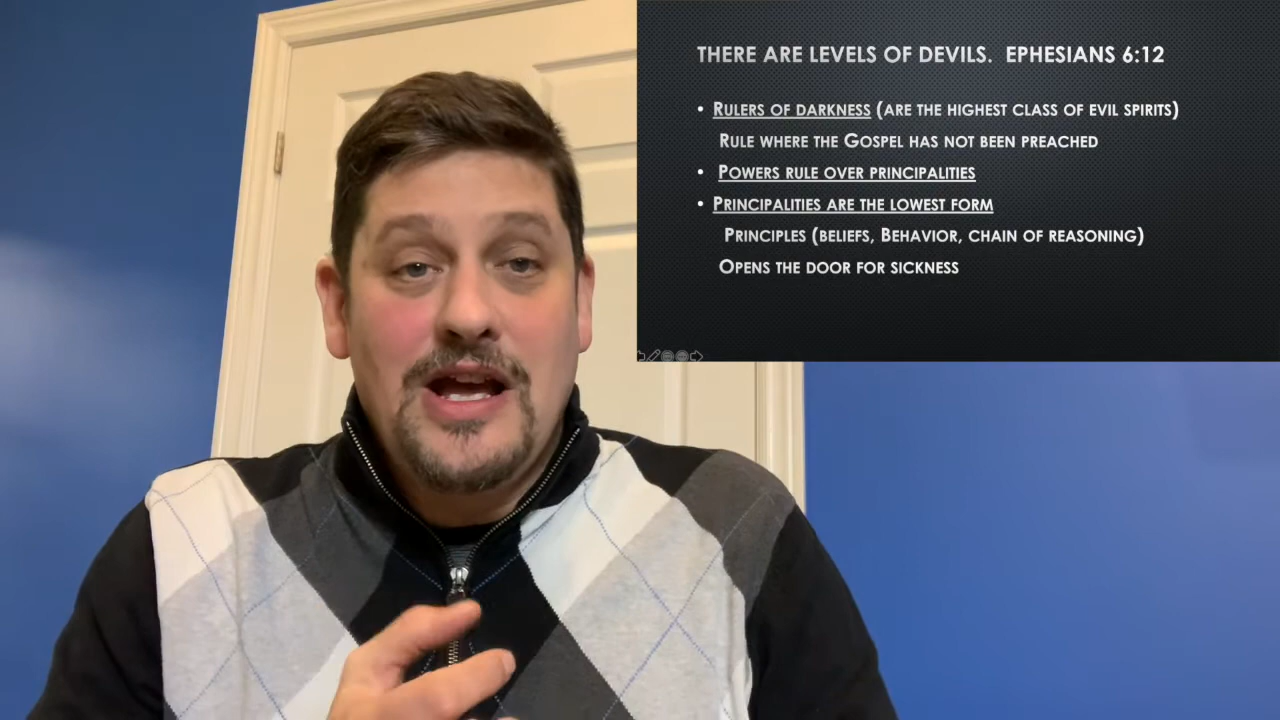 THERE ARE LEVELS OF DEVILS. EPHESIANS 6:12
• RULERS OF DARKNESS (ARE THE HIGHEST CLASS OF EVIL SPIRITS)
RULE WHERE THE GOSPEL HAS NOT BEEN PREACHED
• POWERS RULE OVER PRINCIPALITIES
• PRINCIPALITIES ARE THE LOWEST FORM
PRINCIPLES (BELIEFS, BEHAVIOR, CHAIN OF REASONING)
OPENS THE DOOR FOR SICKNESS